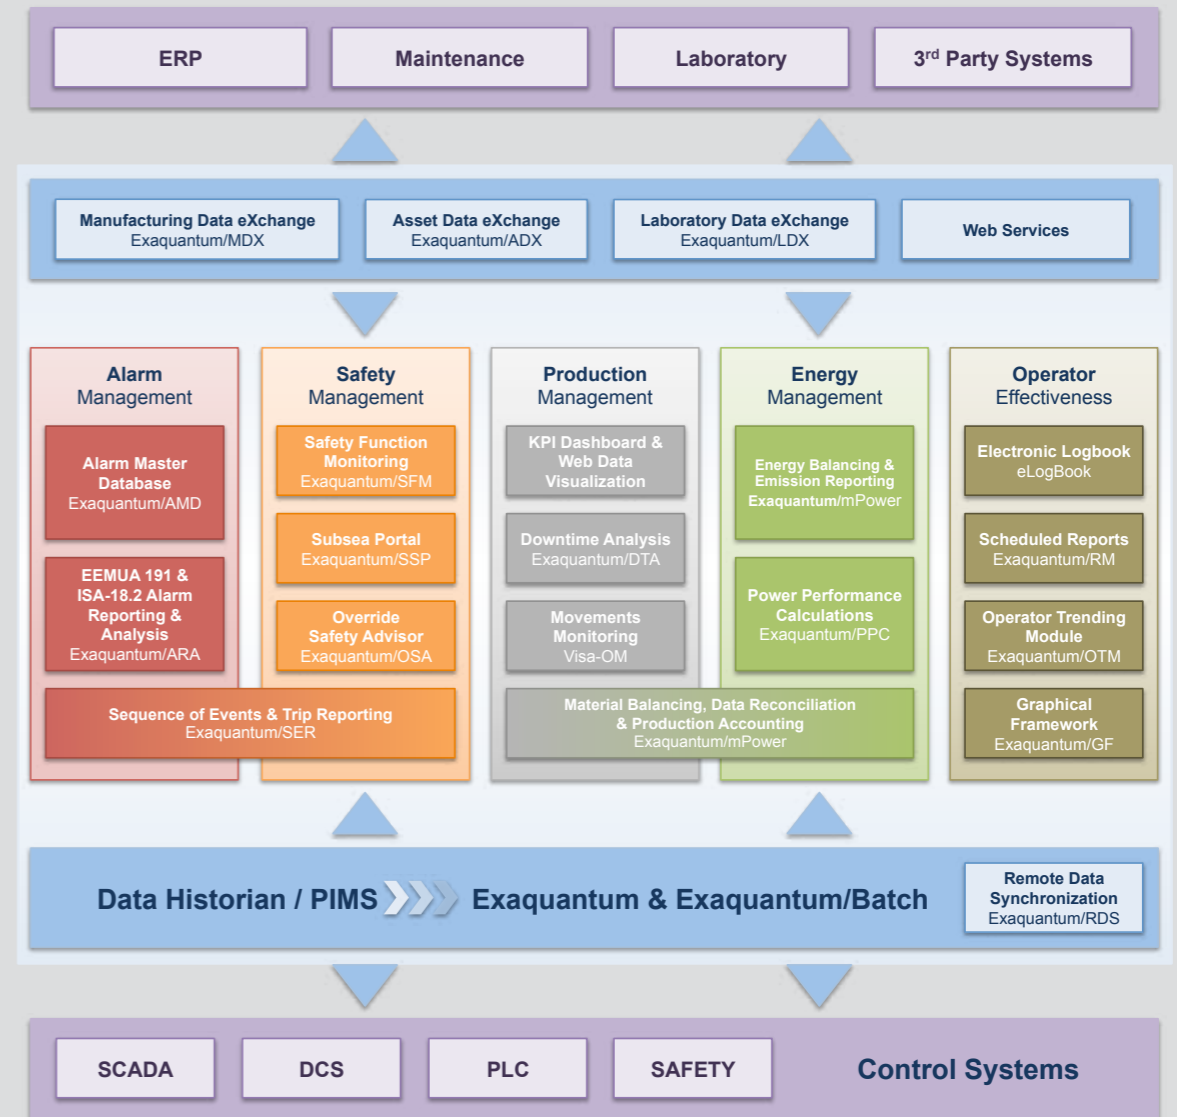 ERP
Maintenance
Laboratory
3rd Party Systems
Manufacturing Data eXchange
Exaquantum/MDX
Asset Data eXchange
Exaquantum/ADX
Laboratory Data eXchange
Exaquantum/LDX
Web Services
Alarm
Management
Alarm Master
Database
Exaquantum/AMD
EEMUA 191 &
ISA-18.2 Alarm
Reporting &
Analysis
Exaquantum/ARA
Safety
Management
Safety Function
Monitoring
Exaquantum/SFM
Subsea Portal
Exaquantum/SSP
Override
Safety Advisor
Exaquantum/OSA
Sequence of Events & Trip Reporting
Exaquantum/SER
Production
Management
KPI Dashboard &
Web Data
Visualization
Downtime Analysis
Exaquantum/DTA
Movements
Monitoring
Visa-OM
Energy
Management
Energy Balancing &
Emission Reporting
Exaquantum/mPower
Power Performance
Calculations
Exaquantum/PPC
Material Balancing, Data Reconciliation
& Production Accounting
Exaquantum/mPower
Operator
Effectiveness
Electronic Logbook
eLogBook
Scheduled Reports
Exaquantum/RM
Operator Trending
Module
Exaquantum/OTM
Graphical
Framework
Exaquantum/GF
Data Historian / PIMS
Exaquantum & Exaquantum/Batch
Remote Data
Synchronization
Exaquantum/RDS
SCADA
DCS
PLC
SAFETY
Control Systems